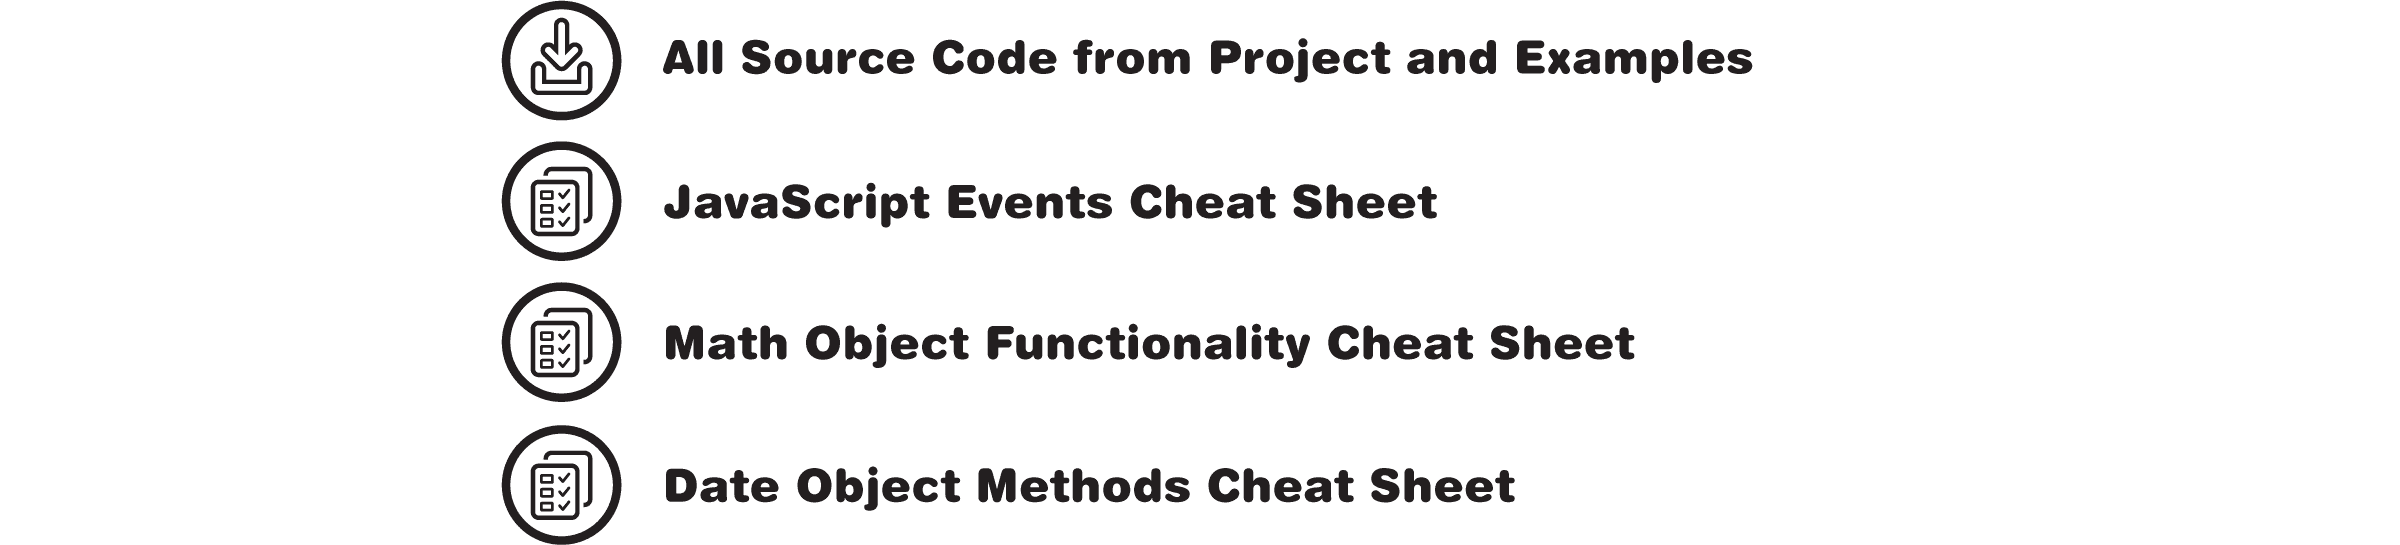 All Source Code from Project and Examples
JavaScript Events Cheat Sheet
Math Object Functionality Cheat Sheet
Date Object Methods Cheat Sheet